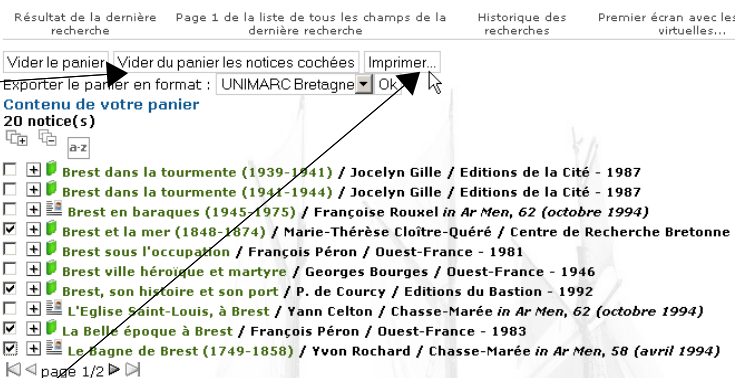 Résultat de la dernière recherche
Page 1 de la liste de tous les champs de la dernière recherche
Historique des recherches
Premier écran avec les virtuelles...
Vider le panier Vider du panier les notices cochées Imprimer...
Exporter le panier en format : UNIMARC Bretagne Ok
Contenu de votre panier
20 notice(s)
a-z
Brest dans la tourmente (1939-1941) / Jocelyn Gille / Editions de la Cité - 1987
Brest dans la tourmente (1941-1944) / Jocelyn Gille / Editions de la Cité - 1987
Brest en baraques (1945-1975) / Françoise Rouxel in Ar Men, 62 (octobre 1994)
Brest et la mer (1848-1874) / Marie-Thérèse Cloître-Quéré / Centre de Recherche Bretonne
Brest sous l'occupation / François Péron / Ouest-France - 1981
Brest ville héroïque et martyre / Georges Bourges / Ouest-France - 1946
Brest, son histoire et son port / P. de Courcy / Editions du Bastion - 1992
L'Eglise Saint-Louis, à Brest / Yann Celton / Chasse-Marée in Ar Men, 62 (octobre 1994)
La Belle époque à Brest / François Péron / Ouest-France - 1983
Le Bagne de Brest (1749-1858) / Yvon Rochard / Chasse-Marée in Ar Men, 58 (avril 1994)
page 1/2